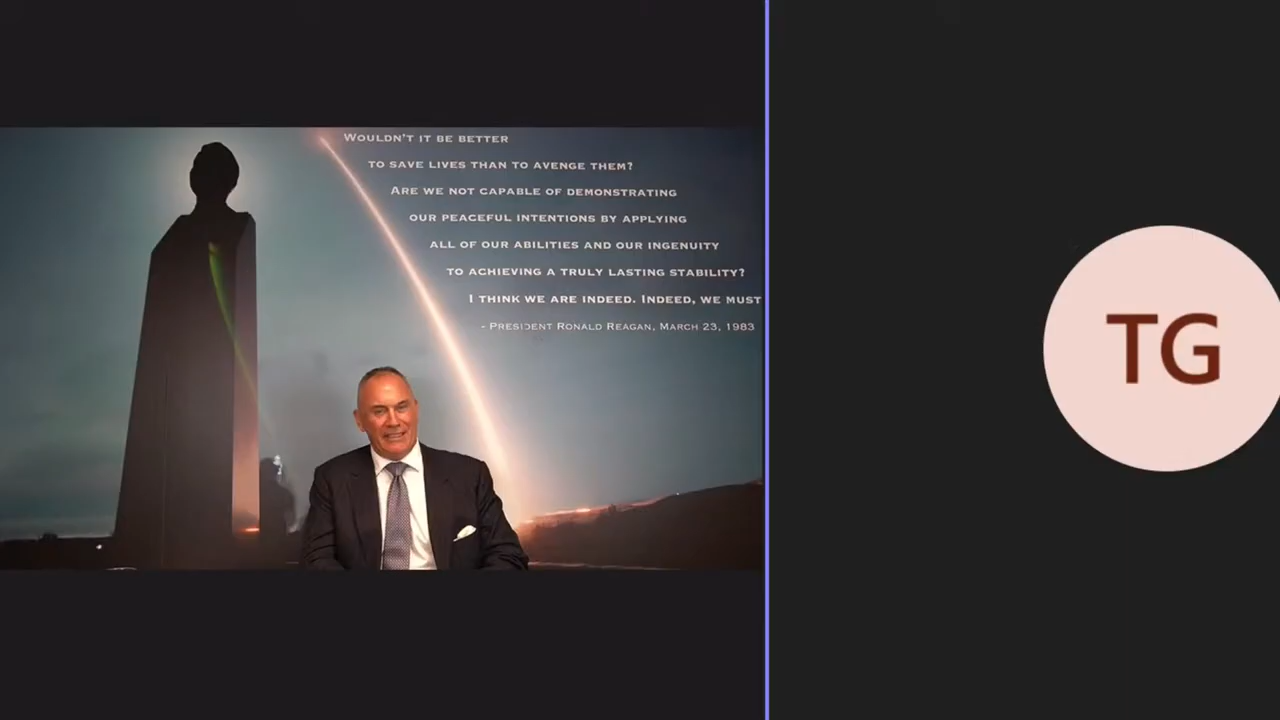 Wouldn't it be better
to save lives than to avenge them?
Are we not capable of demonstrating
our peaceful intentions by applying
all of our abilities and our ingenuity
to achieving a truly lasting stability?
I think we are indeed. Indeed, we must
- President Ronald Reagan, March 23, 1983
TG